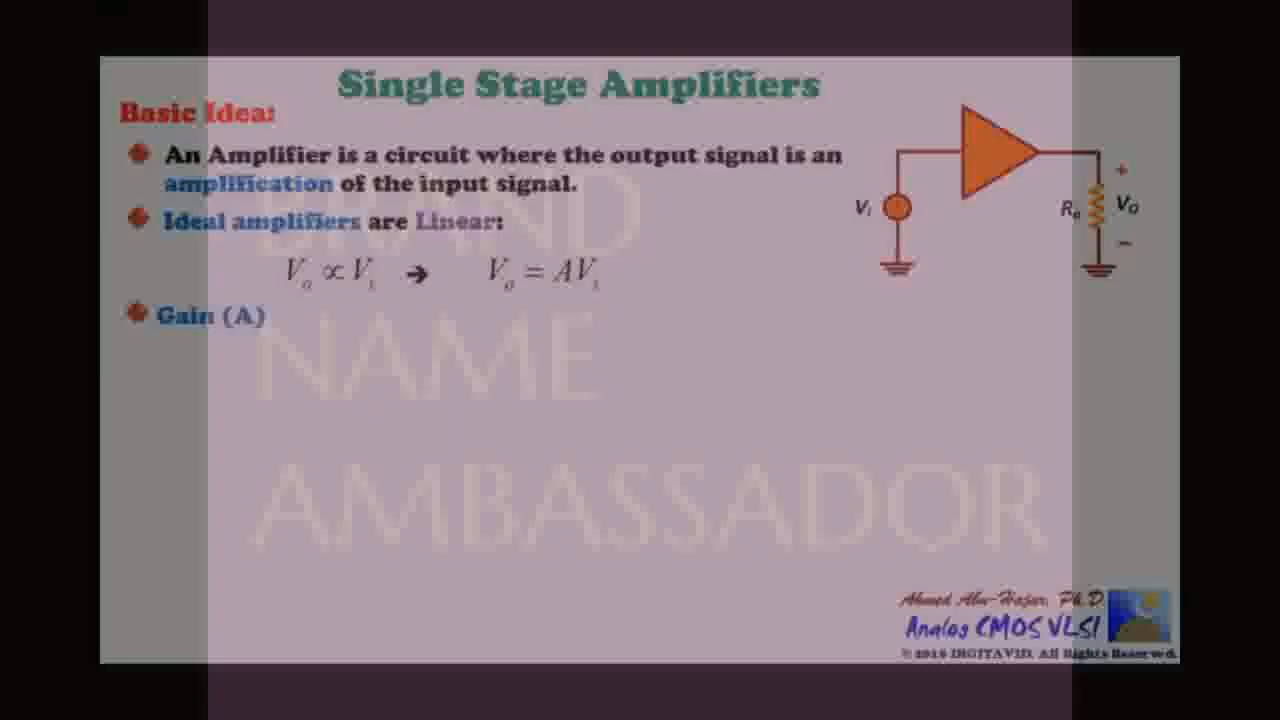 Single Stage Amplifiers
Basic Idea:
An Amplifier is a circuit where the output signal is an
amplification of the input signal.
Ideal amplifiers are Linear:
V_o ∝ V_i → V_o = AV_i
Gain (A)
V_i
R_o
+
V_O
−
BRAND
NAME
AMBASSADOR
Ahmed Abu-Hajar, Ph.D
Analog CMOS VLSI
DIGITAVID, All Rights Reserved.